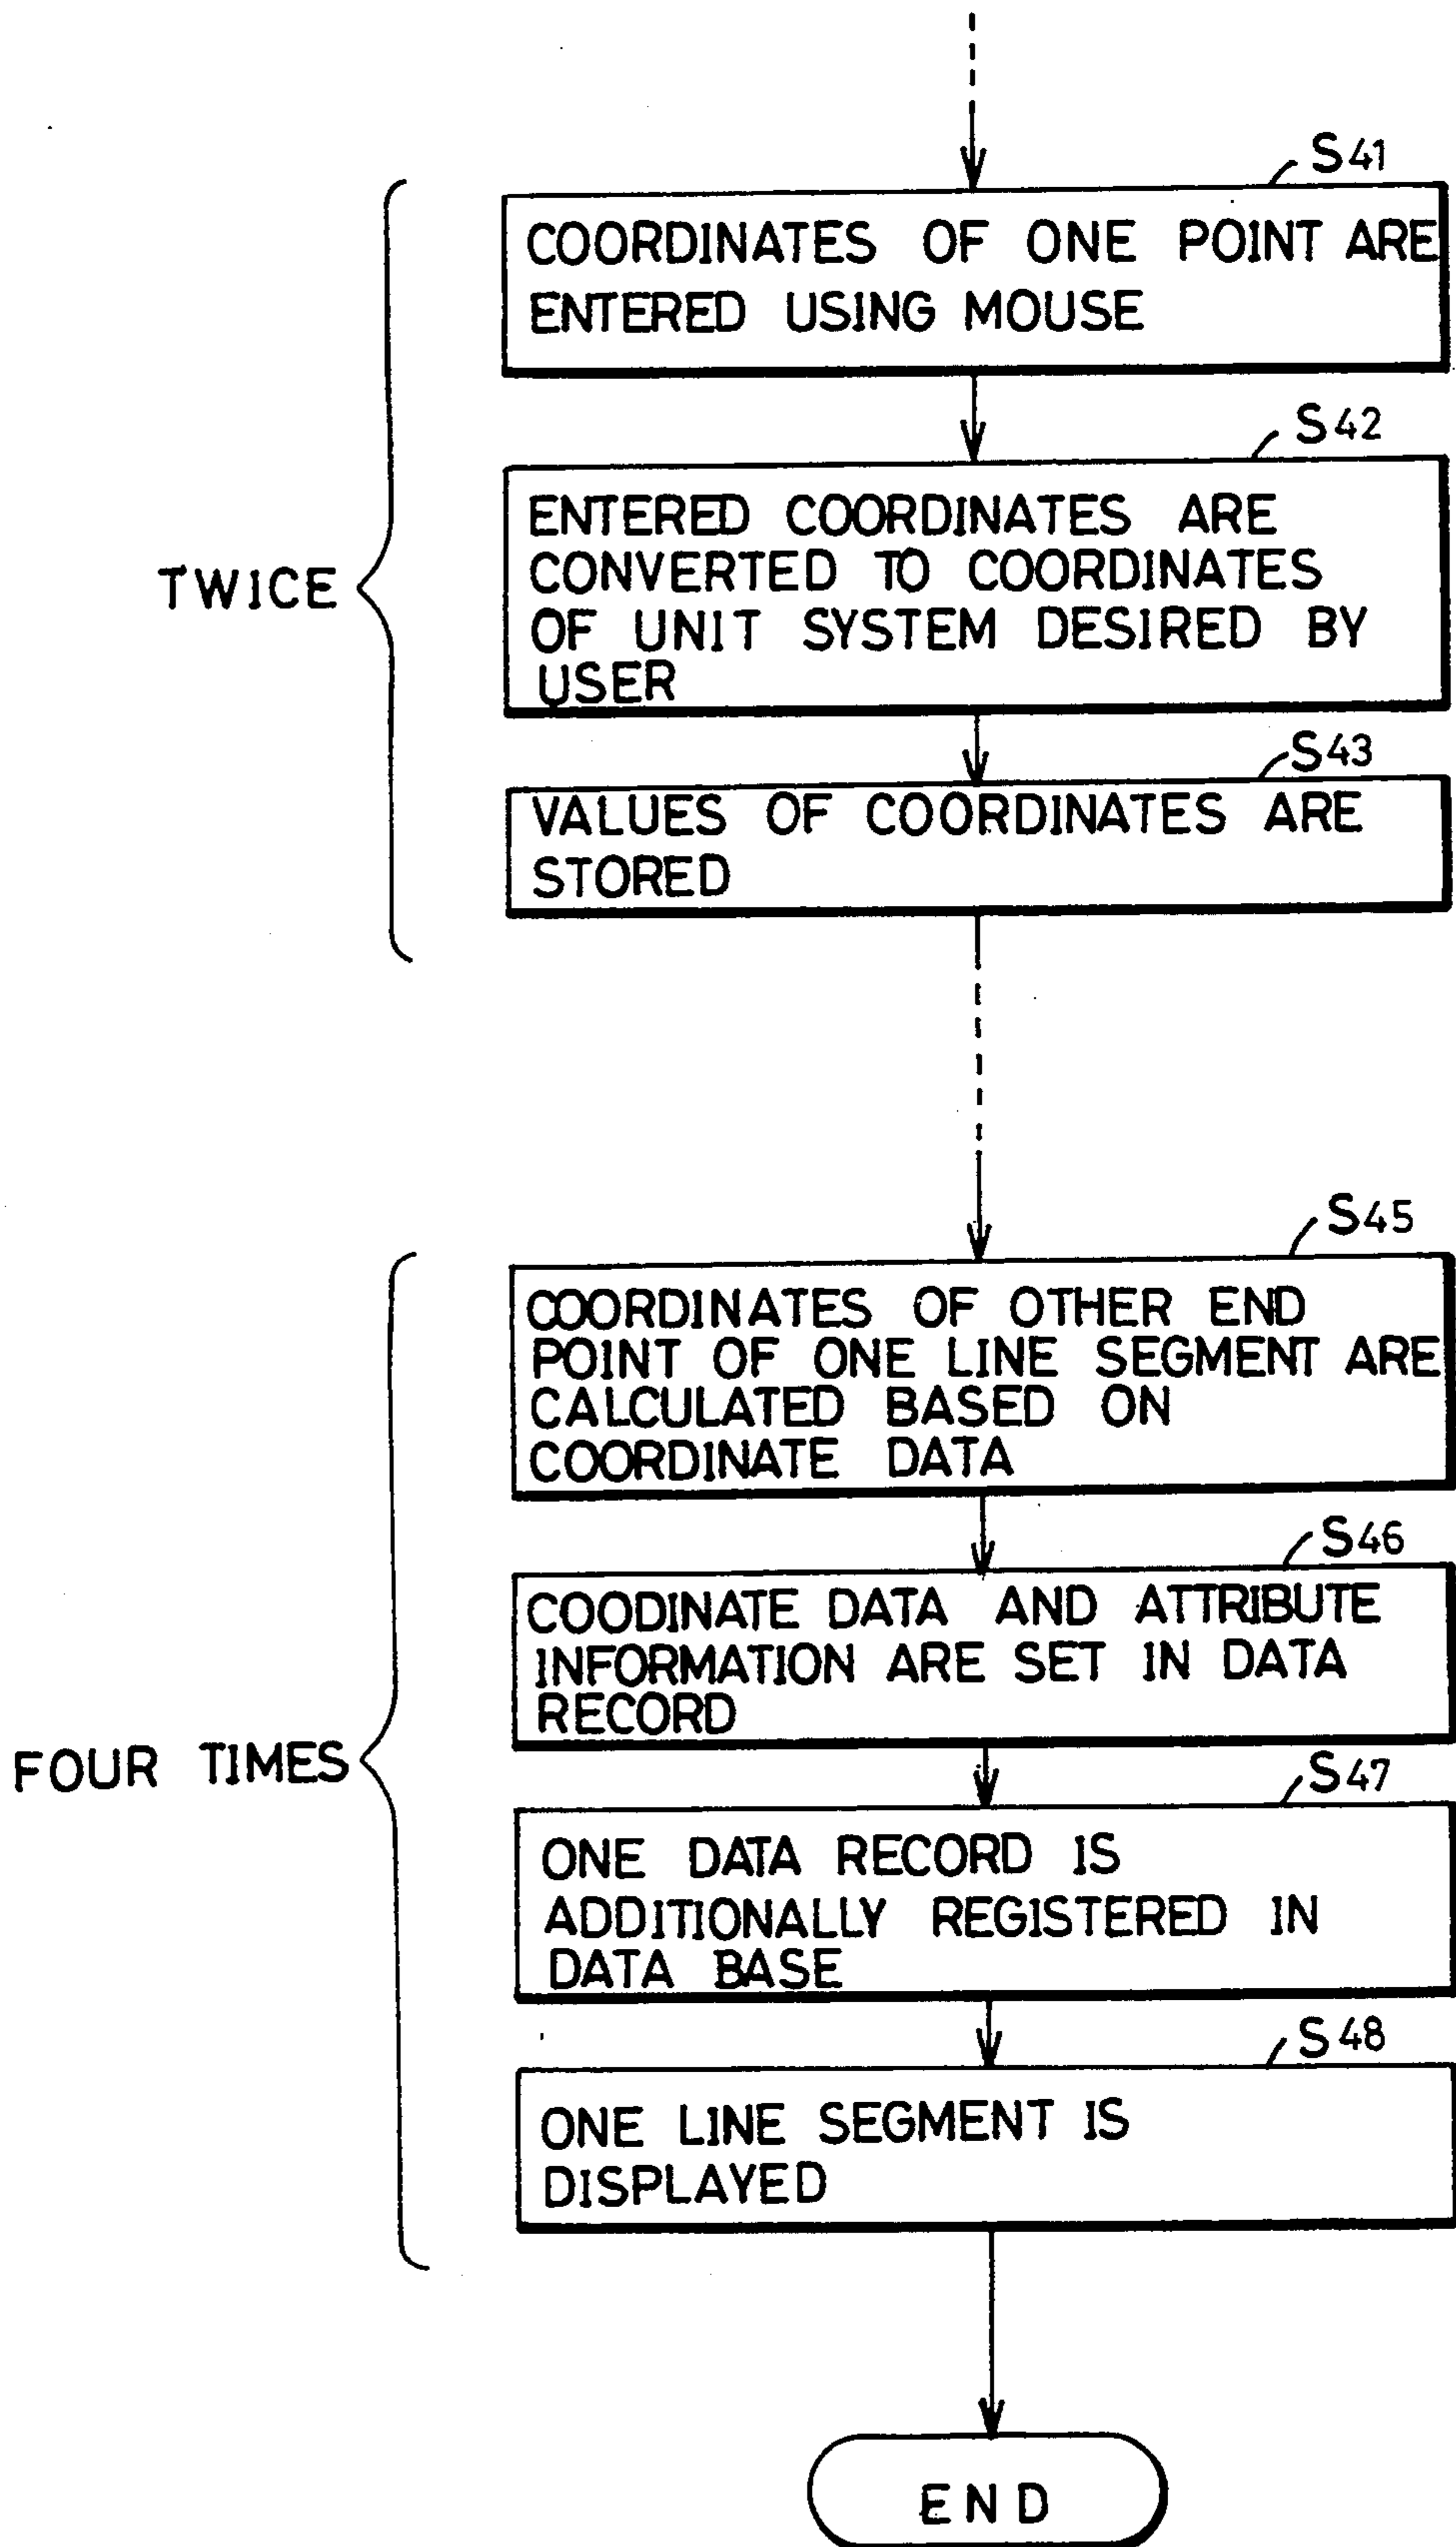 S41
COORDINATES OF ONE POINT ARE
ENTERED USING MOUSE
S42
ENTERED COORDINATES ARE
CONVERTED TO COORDINATES
OF UNIT SYSTEM DESIRED BY
USER
TWICE
S43
VALUES OF COORDINATES ARE
STORED
S45
COORDINATES OF OTHER END
POINT OF ONE LINE SEGMENT ARE
CALCULATED BASED ON
COORDINATE DATA
S46
COODINATE DATA AND ATTRIBUTE
INFORMATION ARE SET IN DATA
RECORD
FOUR TIMES
S47
ONE DATA RECORD IS
ADDITIONALLY REGISTERED IN
DATA BASE
S48
ONE LINE SEGMENT IS
DISPLAYED
END